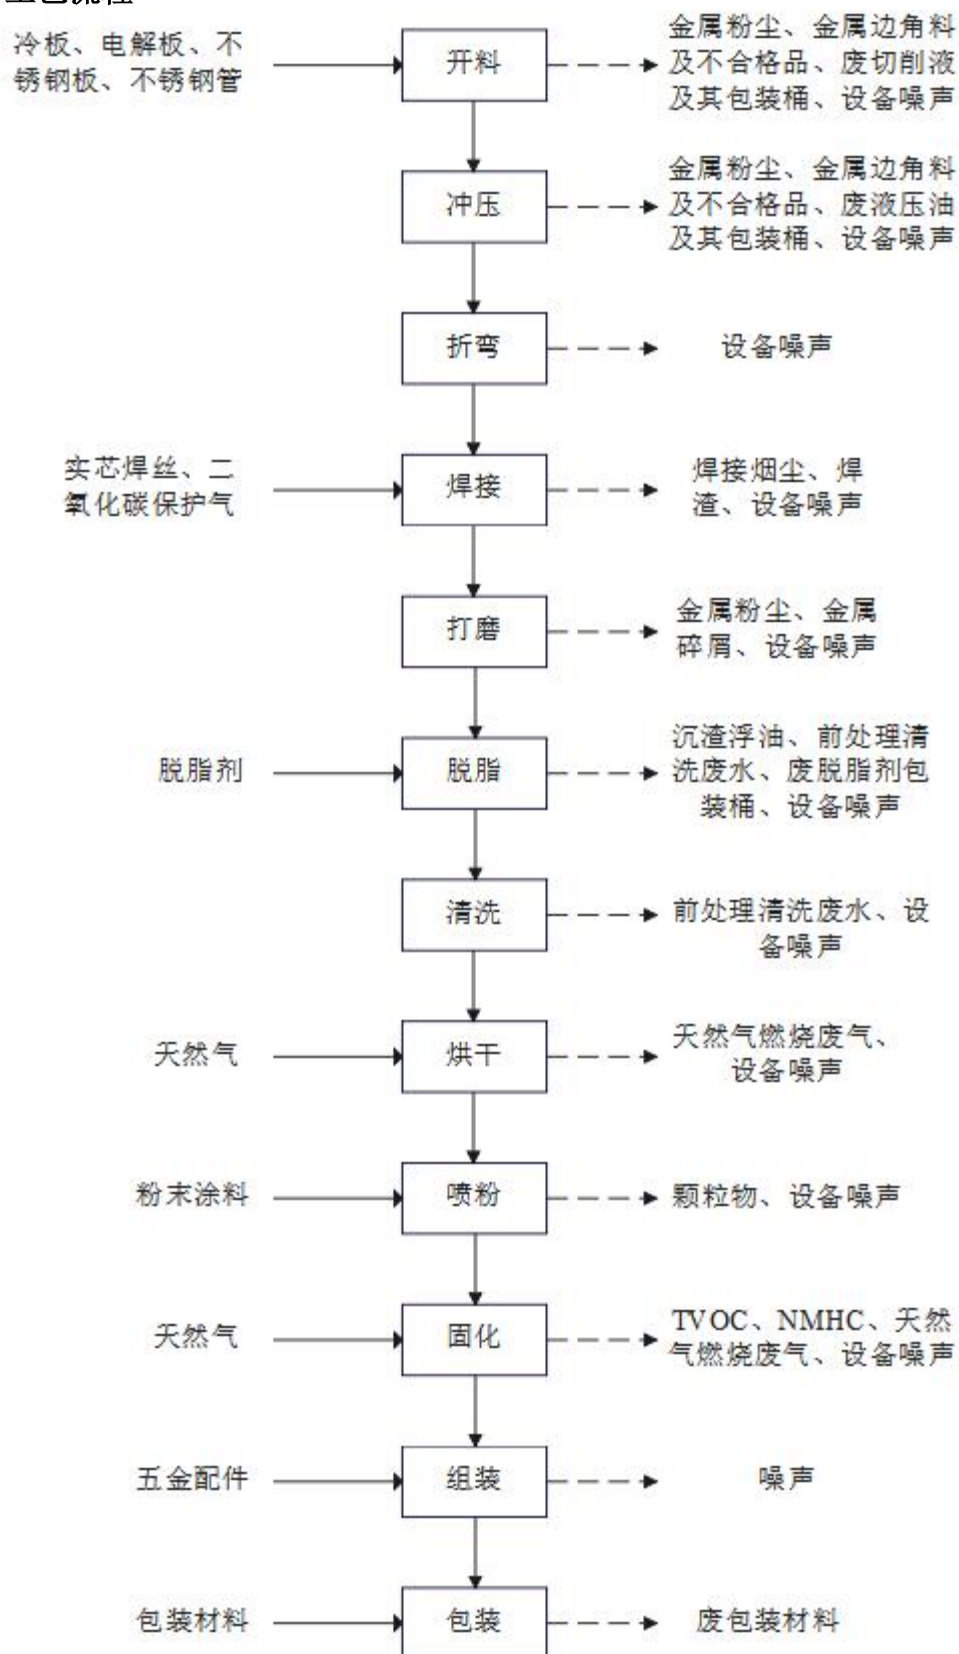 工艺流程
冷板、电解板、不
锈钢板、不锈钢管
开料
金属粉尘、金属边角料
及不合格品、废切削液
及其包装桶、设备噪声
冲压
金属粉尘、金属边角料
及不合格品、废液压油
及其包装桶、设备噪声
折弯
设备噪声
实芯焊丝、二
氧化碳保护气
焊接
焊接烟尘、焊
渣、设备噪声
打磨
金属粉尘、金属
碎屑、设备噪声
脱脂剂
脱脂
沉渣浮油、前处理清
洗废水、废脱脂剂包
装桶、设备噪声
清洗
前处理清洗废水、设
备噪声
天然气
烘干
天然气燃烧废气、
设备噪声
粉末涂料
喷粉
颗粒物、设备噪声
天然气
固化
TVOC、NMHC、天然
气燃烧废气、设备噪声
五金配件
组装
噪声
包装材料
包装
废包装材料